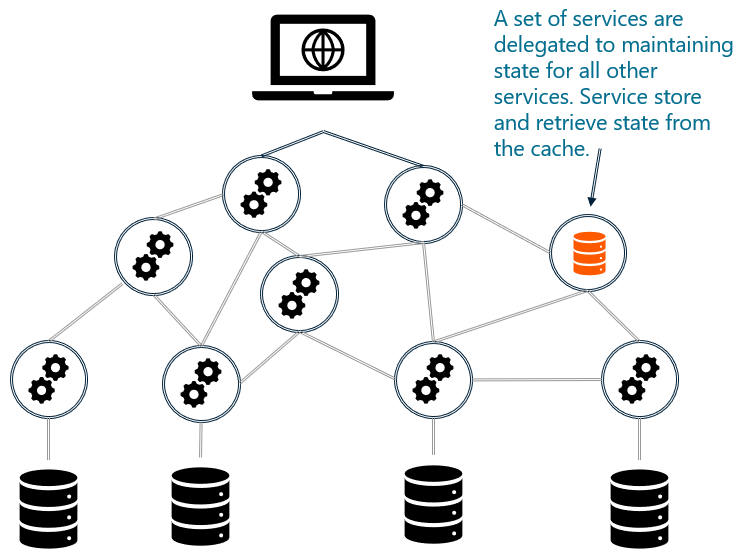 A set of services are
delegated to maintaining
state for all other
services. Service store
and retrieve state from
the cache.